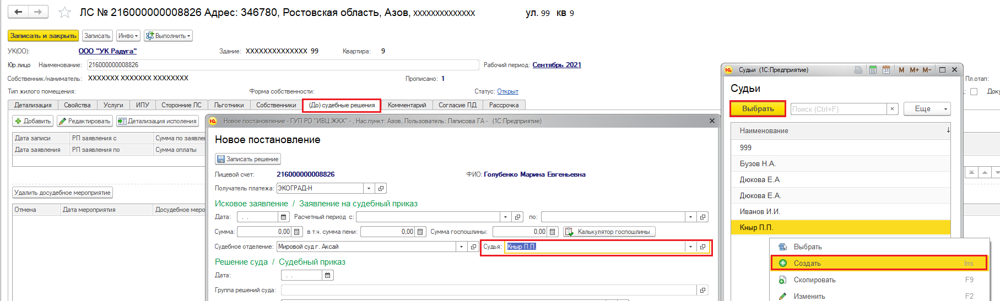 ЛС № 216000000008826 Адрес: 346780, Ростовская область, Азов, XXXXXXXXXXXXXX ул. 99 кв 9
Записать и закрыть Записать Инфо Выполнить
УК(ОО): ООО "УК Радуга" Здание: XXXXXXXXXXXXXX 99 Квартира: 9
Юр.лицо Наименование: 216000000008826 Рабочий период: Сентябрь 2021
Собственник/наниматель: XXXXXXX XXXXXXX XXXXXXXX Прописано: 1 Пл.отап:
Тип жилого помещения: Форма собственности: Статус: Открыт Доку
Детализация Свойства Услуги ИПУ Сторонние ЛС Льготники Собственники (До) судебные решения Комментарий Согласие ПД Рассрочка
Добавить Редактировать Детализация исполения
Дата записи РП заявления с Сумма по заявле
Дата заявления РП заявления по Сумма оплаты
Удалить досудебное мероприятие
Отмена Дата мероприятия Досудебное меро
Новое постановление - ГУП РО "ИВЦ ЖКХ" - , Нас.пункт: Азов, Пользователь: Ляписова ГА - (1С:Предприятие)
Новое постановление
Записать решение
Лицевой счет: 216000000008826 ФИО: Голубенко Марина Евгеньевна
Получатель платежа: ЭКОГРАД-Н
Исковое заявление / Заявление на судебный приказ
Дата: . . Расчетный период с: по:
Сумма: 0,00 в т.ч. сумма пени: 0,00 Сумма госпошлины: 0,00 Калькулятор госпошлины
Судебное отделение: Мировой суд г. Аксай Судья: Кныр П.П.
Решение суда / Судебный приказ
Дата: . .
Группа решений суда:
Судьи (1С:Предприятие) M M+ M-
Судьи
Выбрать Поиск (Ctrl+F) × Еще
Наименование ↓
999
Бузов Н.А.
Дюкова Е.А
Дюкова Е.А.
Иванов И.И.
Кныр П.П.
Выбрать
Создать Ins
Скопировать F9
Изменить F2